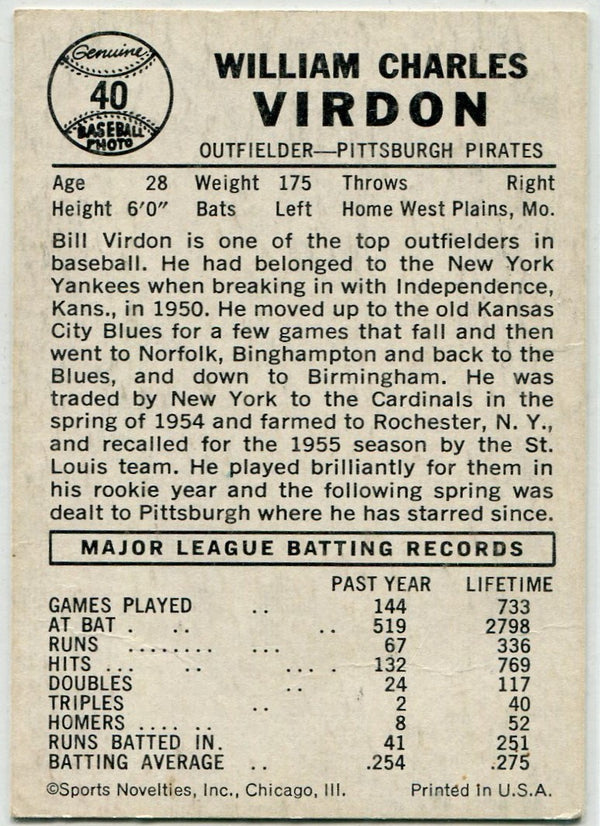 Genuine
40
BASEBALL
PHOTO
WILLIAM CHARLES
VIRDON
OUTFIELDER—PITTSBURGH PIRATES
Age 28 Weight 175 Throws Right
Height 6'0" Bats Left Home West Plains, Mo.
Bill Virdon is one of the top outfielders in
baseball. He had belonged to the New York
Yankees when breaking in with Independence,
Kans., in 1950. He moved up to the old Kansas
City Blues for a few games that fall and then
went to Norfolk, Binghampton and back to the
Blues, and down to Birmingham. He was
traded by New York to the Cardinals in the
spring of 1954 and farmed to Rochester, N. Y.,
and recalled for the 1955 season by the St.
Louis team. He played brilliantly for them in
his rookie year and the following spring was
dealt to Pittsburgh where he has starred since.
MAJOR LEAGUE BATTING RECORDS
PAST YEAR LIFETIME
GAMES PLAYED .. 144 733
AT BAT . .. .. 519 2798
RUNS ........ ... 67 336
HITS ... .. .... . 132 769
DOUBLES .. 24 117
TRIPLES .. 2 40
HOMERS .... .. 8 52
RUNS BATTED IN. 41 251
BATTING AVERAGE .. .254 .275
©Sports Novelties, Inc., Chicago, Ill. Printed in U.S.A.